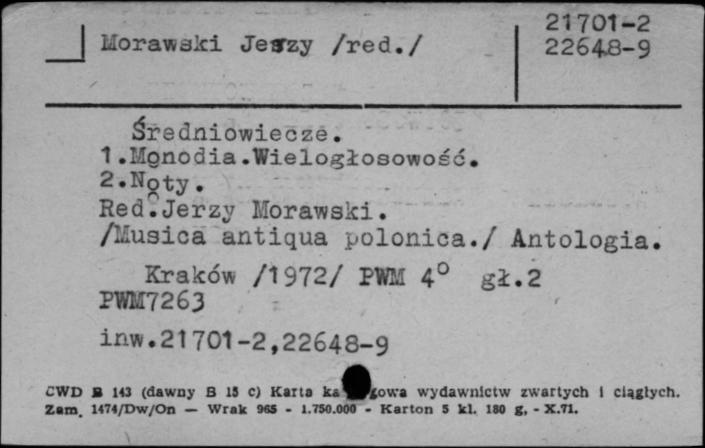 21701-2
Morawski Jerzy /red./
22648-9
Średniowiecze.
1.Monodia.Wielogłosowość.
2.Noty.
Red.Jerzy Morawski.
/Musica antiqua polonica./ Antologia.
Kraków /1972/ PWM 4° gł.2
PWM7263
inw.21701-2,22648-9
CWD B 143 (dawny B 15 c) Karta wydawnictw zwartych i ciągłych.
Zam. 1474/Dw/On — Wrak 965 - 1.750.000 - Karton 5 kl. 180 g, - X.71.